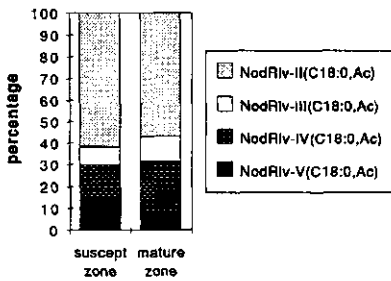 percentage
100
90
80
70
60
50
40
30
20
10
0
suscept zone
mature zone
NodRlv-II(C18:0,Ac)
NodRlv-III(C18:0,Ac)
NodRlv-IV(C18:0,Ac)
NodRlv-V(C18:0,Ac)